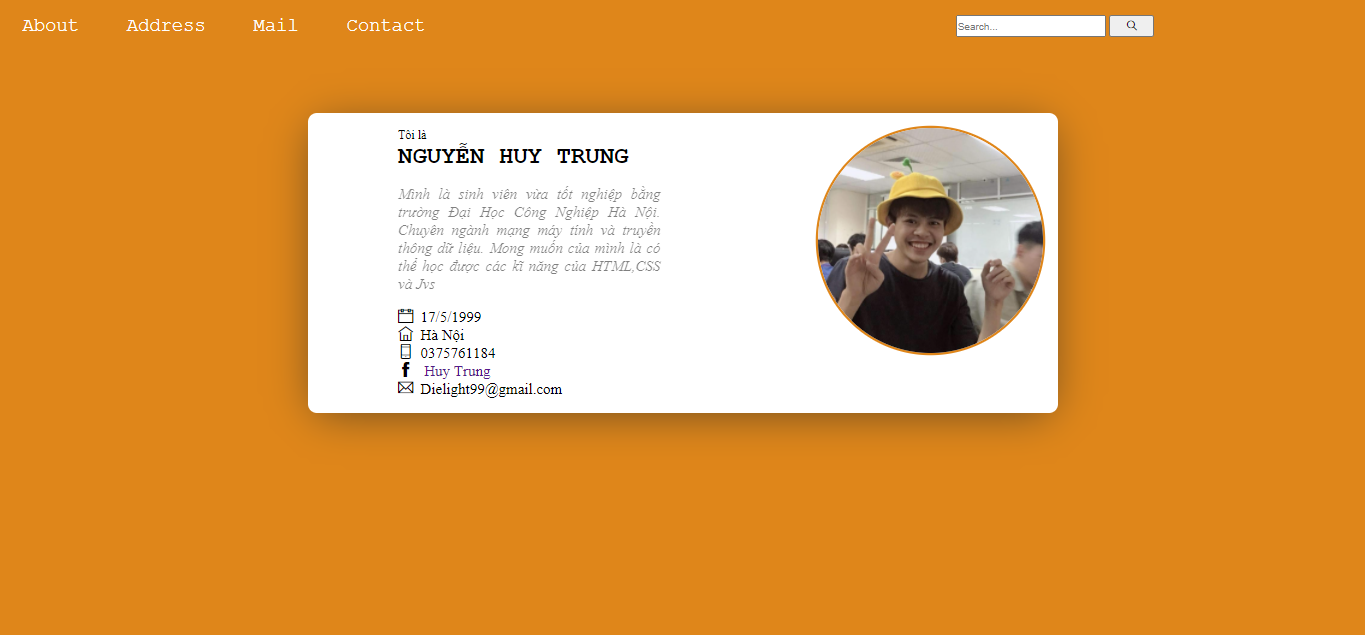 About Address Mail Contact Search...
Tôi là
NGUYỄN HUY TRUNG
Mình là sinh viên vừa tốt nghiệp bằng
trường Đại Học Công Nghiệp Hà Nội.
Chuyên ngành mạng máy tính và truyền
thông dữ liệu. Mong muốn của mình là có
thể học được các kĩ năng của HTML,CSS
và Jvs
17/5/1999
Hà Nội
0375761184
Huy Trung
Dielight99@gmail.com